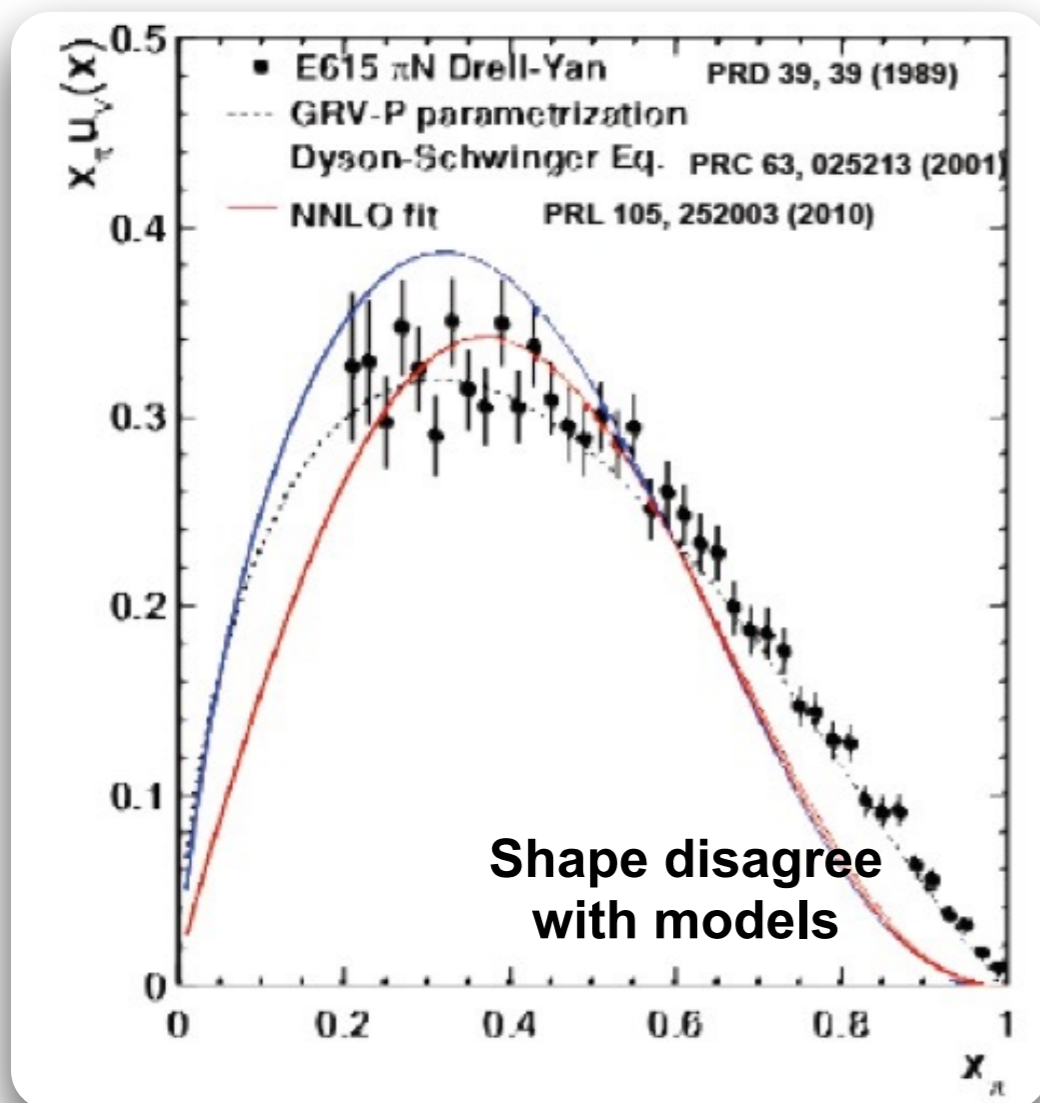 0.5
E615 πN Drell-Yan PRD 39, 39 (1989)
GRV-P parametrization
Dyson-Schwinger Eq. PRC 63, 025213 (2001)
NNLO fit PRL 105, 252003 (2010)
x_π u_v(x)
0.4
0.3
0.2
0.1
0
Shape disagree
with models
0 0.2 0.4 0.6 0.8 1
x_π